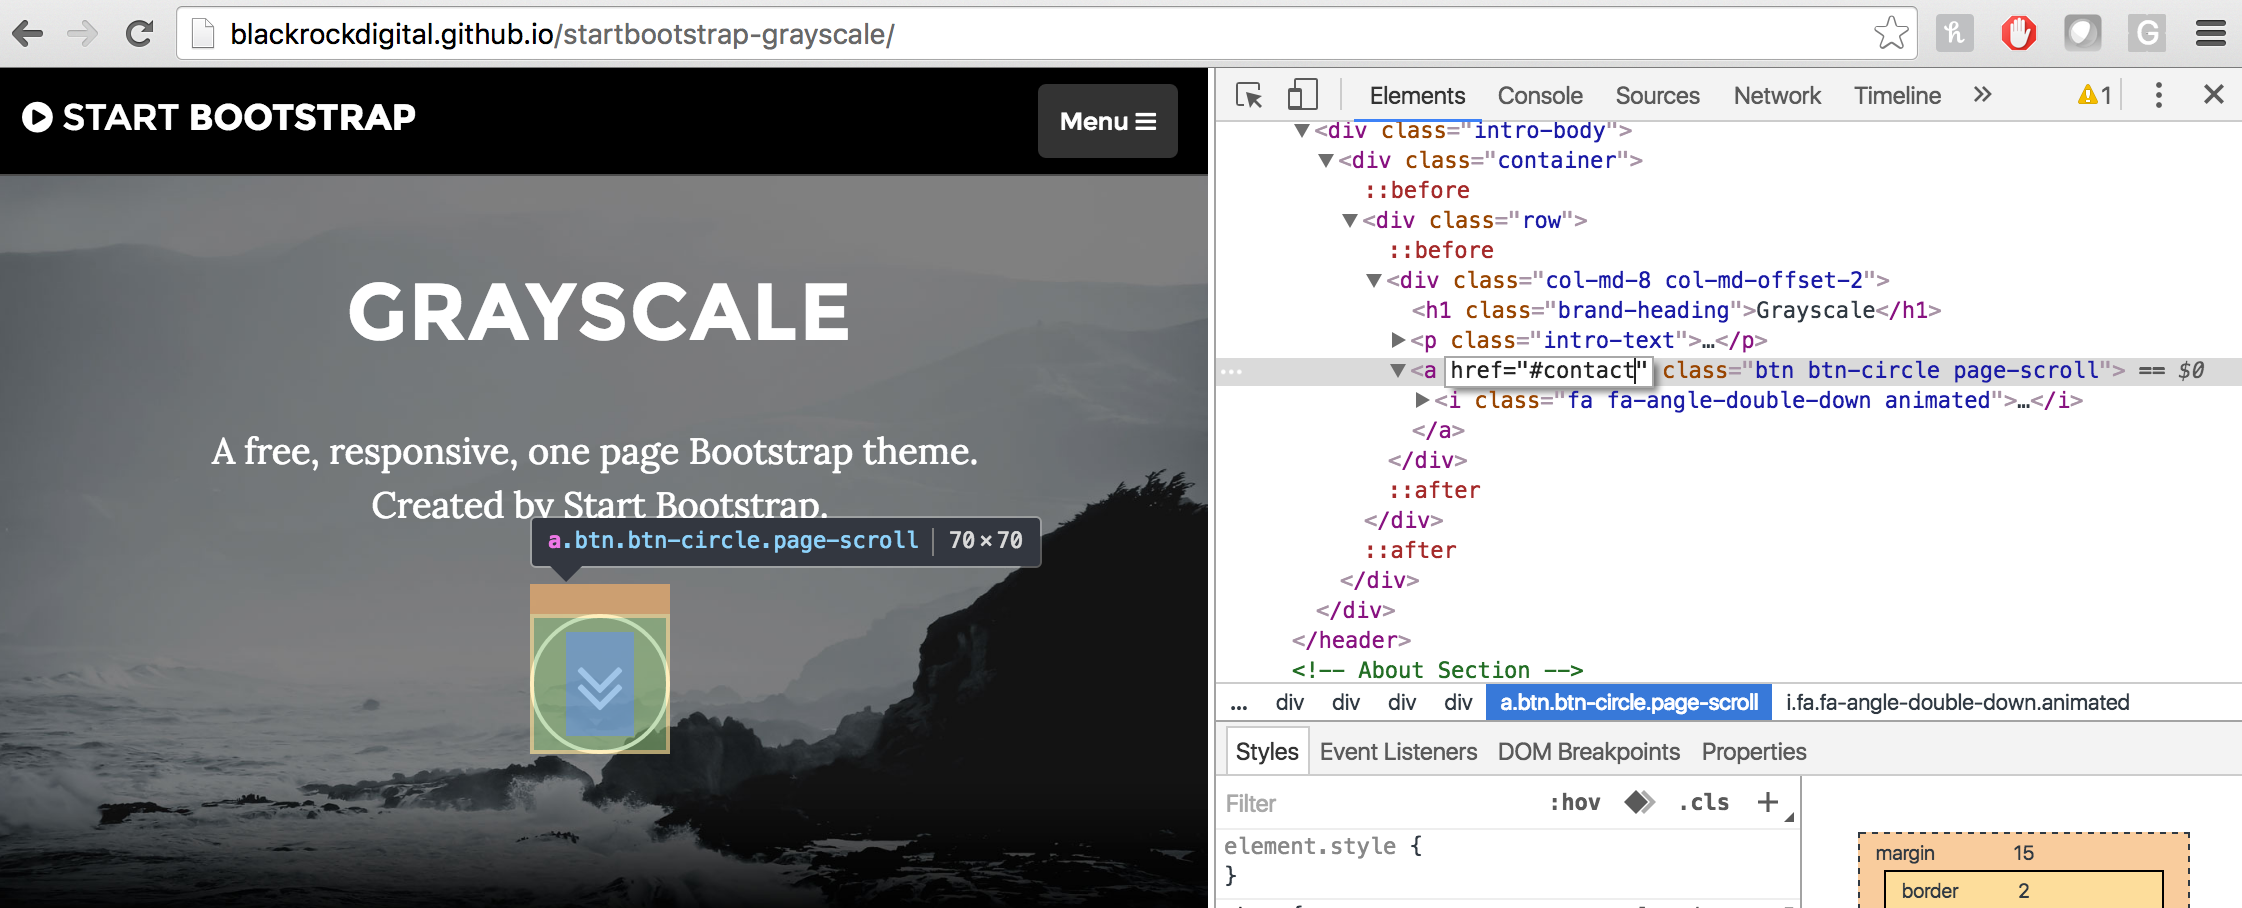 blackrockdigital.github.io/startbootstrap-grayscale/
h
G
START BOOTSTRAP
Menu
GRAYSCALE
A free, responsive, one page Bootstrap theme.
Created by Start Bootstrap.
a.btn.btn-circle.page-scroll 70×70
Elements Console Sources Network Timeline » 1
▼<div class="intro-body">
▼<div class="container">
::before
▼<div class="row">
::before
▼<div class="col-md-8 col-md-offset-2">
<h1 class="brand-heading">Grayscale</h1>
▶<p class="intro-text">…</p>
… ▼<a href="#contact" class="btn btn-circle page-scroll"> == $0
▶<i class="fa fa-angle-double-down animated">…</i>
</a>
</div>
::after
</div>
::after
</div>
</div>
</header>
<!-- About Section -->
... div div div div a.btn.btn-circle.page-scroll i.fa.fa-angle-double-down.animated
Styles Event Listeners DOM Breakpoints Properties
Filter :hov .cls +
element.style {
}
margin 15
border 2